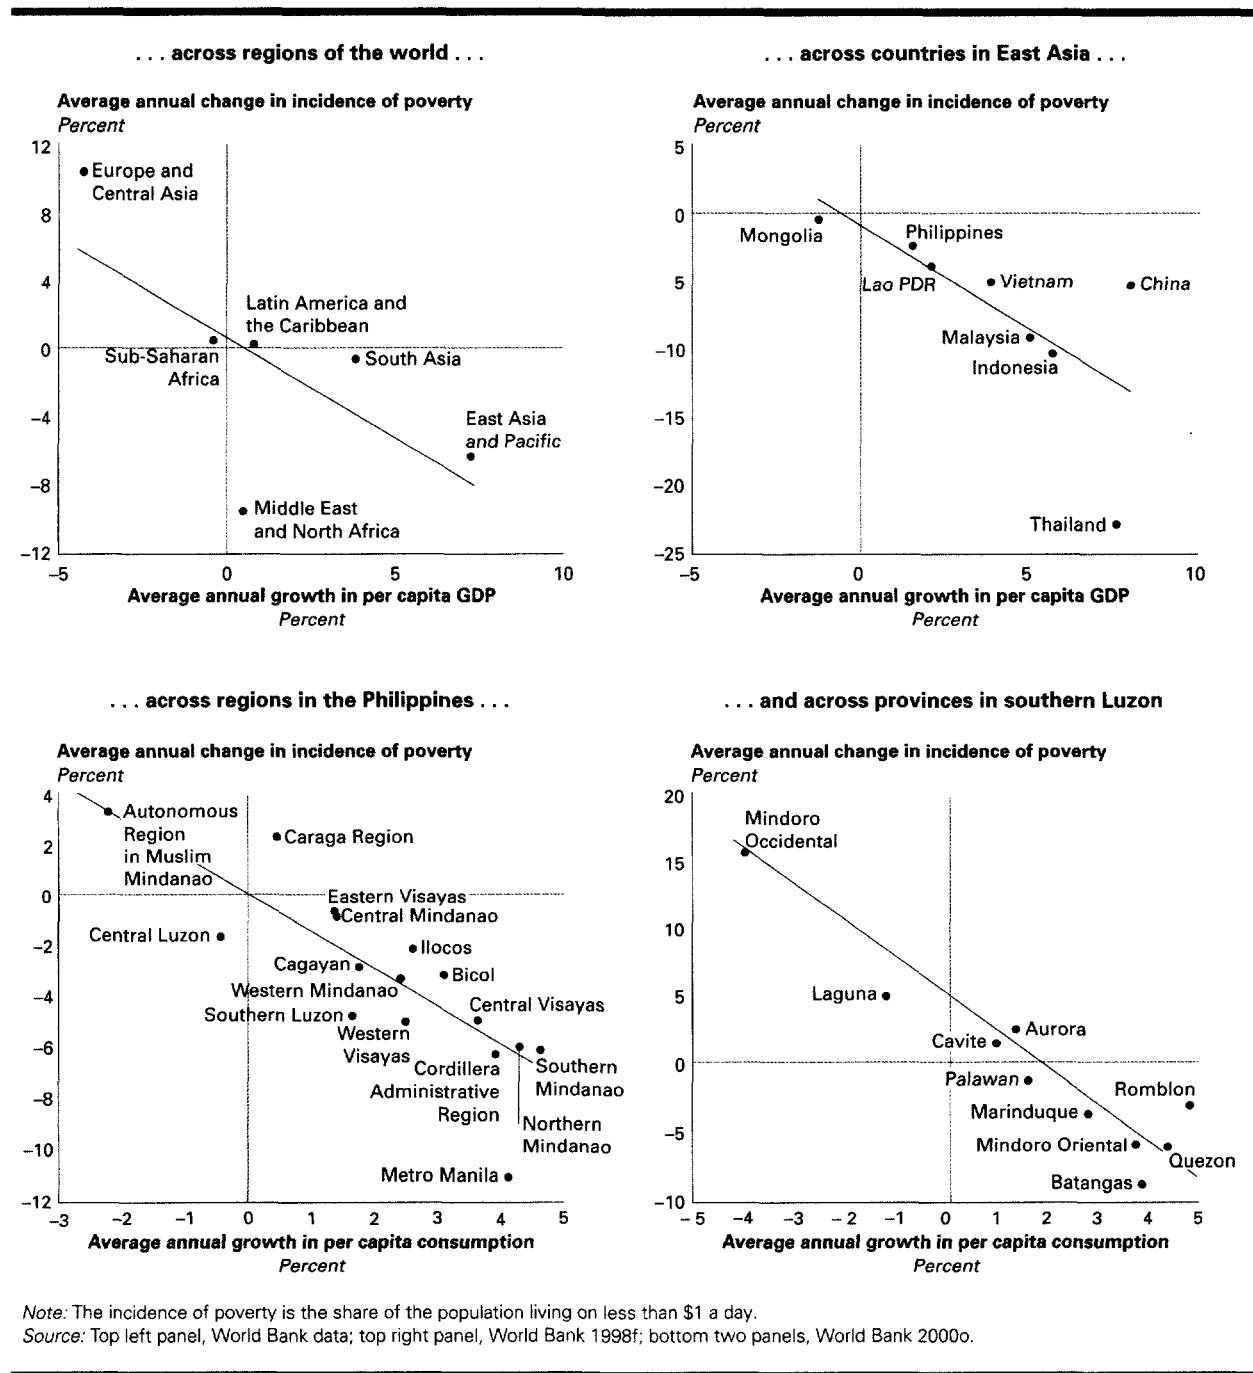 . . . across regions of the world . . .
Average annual change in incidence of poverty
Percent
12
8
4
0
−4
−8
−12
Europe and
Central Asia
Latin America and
the Caribbean
Sub-Saharan
Africa
South Asia
East Asia
and Pacific
Middle East
and North Africa
−5 0 5 10
Average annual growth in per capita GDP
Percent
. . . across countries in East Asia . . .
Average annual change in incidence of poverty
Percent
5
0
5
−10
−15
−20
−25
Mongolia
Philippines
Lao PDR
Vietnam
China
Malaysia
Indonesia
Thailand
−5 0 5 10
Average annual growth in per capita GDP
Percent
. . . across regions in the Philippines . . .
Average annual change in incidence of poverty
Percent
4
2
0
−2
−4
−6
−8
−10
−12
Autonomous
Region
in Muslim
Mindanao
Caraga Region
Eastern Visayas
Central Mindanao
Central Luzon
Ilocos
Cagayan
Bicol
Western Mindanao
Central Visayas
Southern Luzon
Western
Visayas
Cordillera
Administrative
Region
Southern
Mindanao
Northern
Mindanao
Metro Manila
−3 −2 −1 0 1 2 3 4 5
Average annual growth in per capita consumption
Percent
. . . and across provinces in southern Luzon
Average annual change in incidence of poverty
Percent
20
15
10
5
0
−5
−10
Mindoro
Occidental
Laguna
Aurora
Cavite
Palawan
Romblon
Marinduque
Mindoro Oriental
Quezon
Batangas
− 5 −4 −3 − 2 −1 0 1 2 3 4 5
Average annual growth in per capita consumption
Percent
Note: The incidence of poverty is the share of the population living on less than $1 a day.
Source: Top left panel, World Bank data; top right panel, World Bank 1998f; bottom two panels, World Bank 2000o.